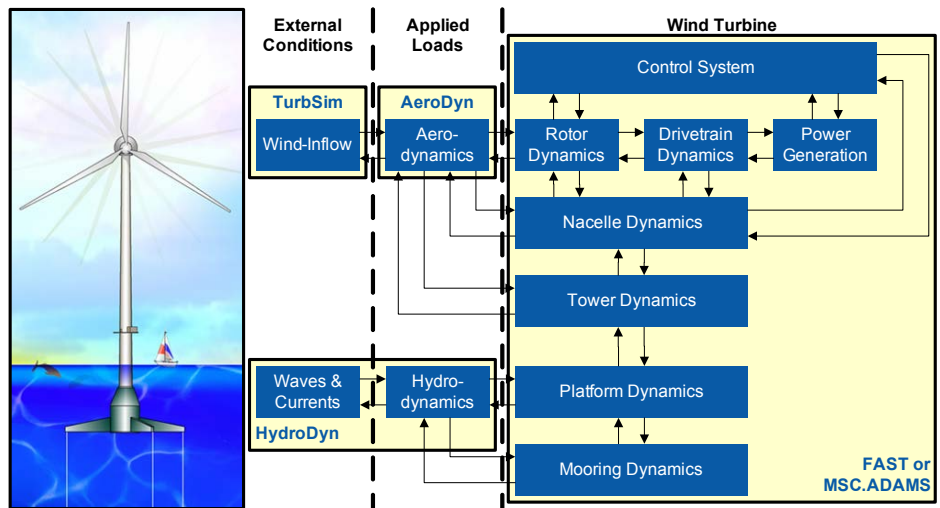 External
Conditions
Applied
Loads
Wind Turbine
Control System
TurbSim
AeroDyn
Wind-Inflow
Aero-
dynamics
Rotor
Dynamics
Drivetrain
Dynamics
Power
Generation
Nacelle Dynamics
Tower Dynamics
Waves &
Currents
Hydro-
dynamics
Platform Dynamics
HydroDyn
Mooring Dynamics
FAST or
MSC.ADAMS